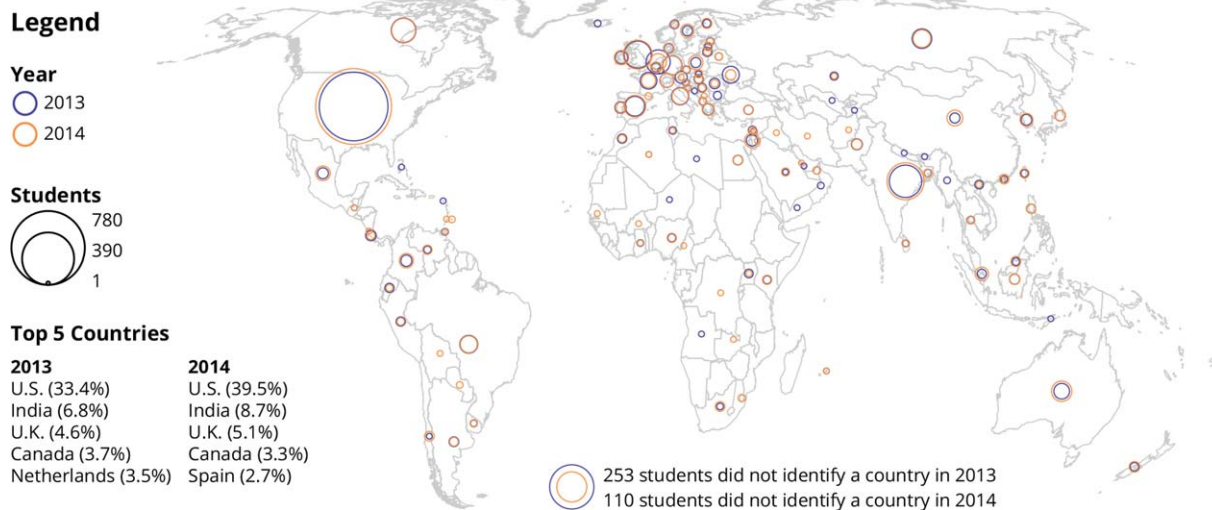 Legend
Year
2013
2014
Students
780
390
1
Top 5 Countries
2013
U.S. (33.4%)
India (6.8%)
U.K. (4.6%)
Canada (3.7%)
Netherlands (3.5%)
2014
U.S. (39.5%)
India (8.7%)
U.K. (5.1%)
Canada (3.3%)
Spain (2.7%)
253 students did not identify a country in 2013
110 students did not identify a country in 2014